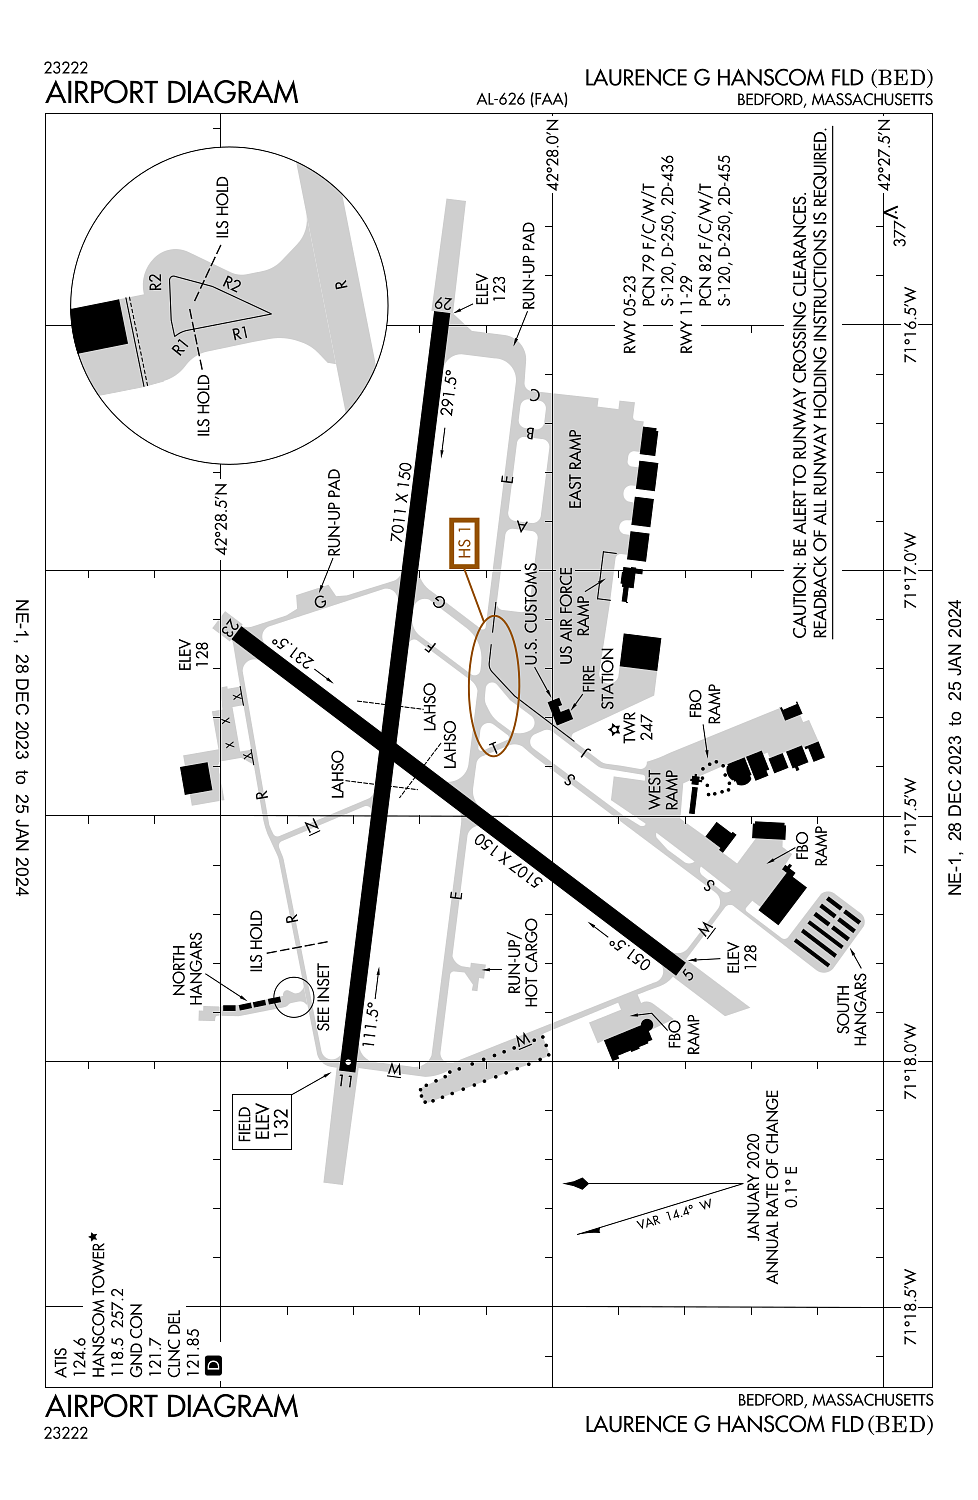 23222
AIRPORT DIAGRAM
AL-626 (FAA)
LAURENCE G HANSCOM FLD (BED)
BEDFORD, MASSACHUSETTS
NE-1, 28 DEC 2023 to 25 JAN 2024
NE-1, 28 DEC 2023 to 25 JAN 2024
ATIS
124.6
HANSCOM TOWER★
118.5 257.2
GND CON
121.7
CLNC DEL
121.85
D
R2
R2
R1
R1
ILS HOLD
ILS HOLD
R
42°28.5'N
42°28.0'N
42°27.5'N
71°16.5'W
71°17.0'W
71°17.5'W
71°18.0'W
71°18.5'W
377
CAUTION: BE ALERT TO RUNWAY CROSSING CLEARANCES.
READBACK OF ALL RUNWAY HOLDING INSTRUCTIONS IS REQUIRED.
RWY 05-23
PCN 79 F/C/W/T
S-120, D-250, 2D-436
RWY 11-29
PCN 82 F/C/W/T
S-120, D-250, 2D-455
29
ELEV
123
RUN-UP PAD
291.5°
7011 X 150
C
B
E
A
EAST RAMP
HS 1
RUN-UP PAD
G
G
F
23
ELEV
128
231.5°
X
X
X
X
U.S. CUSTOMS
US AIR FORCE
RAMP
FIRE
STATION
TWR
247
FBO
RAMP
LAHSO
LAHSO
LAHSO
T
J
S
WEST
RAMP
R
N
5107 X 150
S
FBO
RAMP
E
R
M
ILS HOLD
NORTH
HANGARS
SEE INSET
RUN-UP/
HOT CARGO
051.5°
5
ELEV
128
SOUTH
HANGARS
FBO
RAMP
M
111.5°
11
M
FIELD
ELEV
132
VAR 14.4° W
JANUARY 2020
ANNUAL RATE OF CHANGE
0.1° E
AIRPORT DIAGRAM
23222
BEDFORD, MASSACHUSETTS
LAURENCE G HANSCOM FLD (BED)